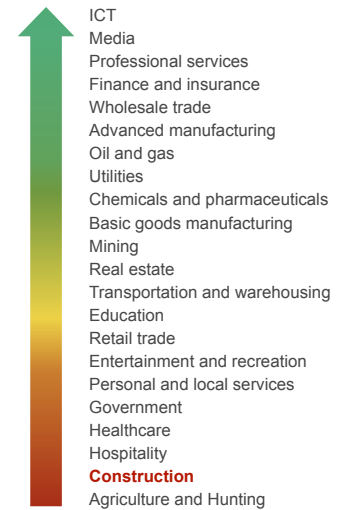 ICT
Media
Professional services
Finance and insurance
Wholesale trade
Advanced manufacturing
Oil and gas
Utilities
Chemicals and pharmaceuticals
Basic goods manufacturing
Mining
Real estate
Transportation and warehousing
Education
Retail trade
Entertainment and recreation
Personal and local services
Government
Healthcare
Hospitality
Construction
Agriculture and Hunting